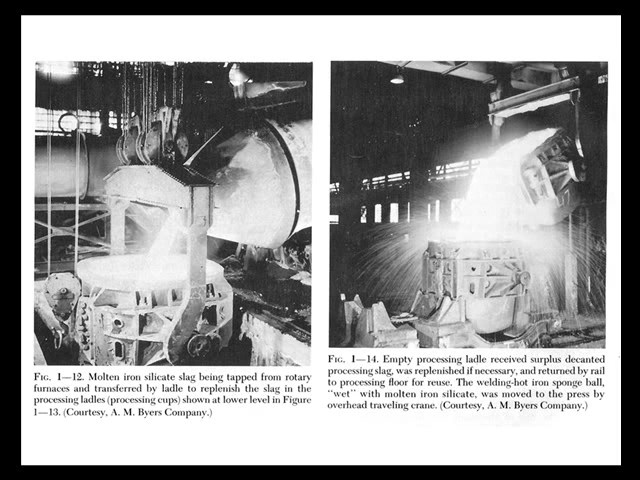 FIG. 1—12. Molten iron silicate slag being tapped from rotary
furnaces and transferred by ladle to replenish the slag in the
processing ladles (processing cups) shown at lower level in Figure
1—13. (Courtesy, A. M. Byers Company.)
FIG. 1—14. Empty processing ladle received surplus decanted
processing slag, was replenished if necessary, and returned by rail
to processing floor for reuse. The welding-hot iron sponge ball,
"wet" with molten iron silicate, was moved to the press by
overhead traveling crane. (Courtesy, A. M. Byers Company.)